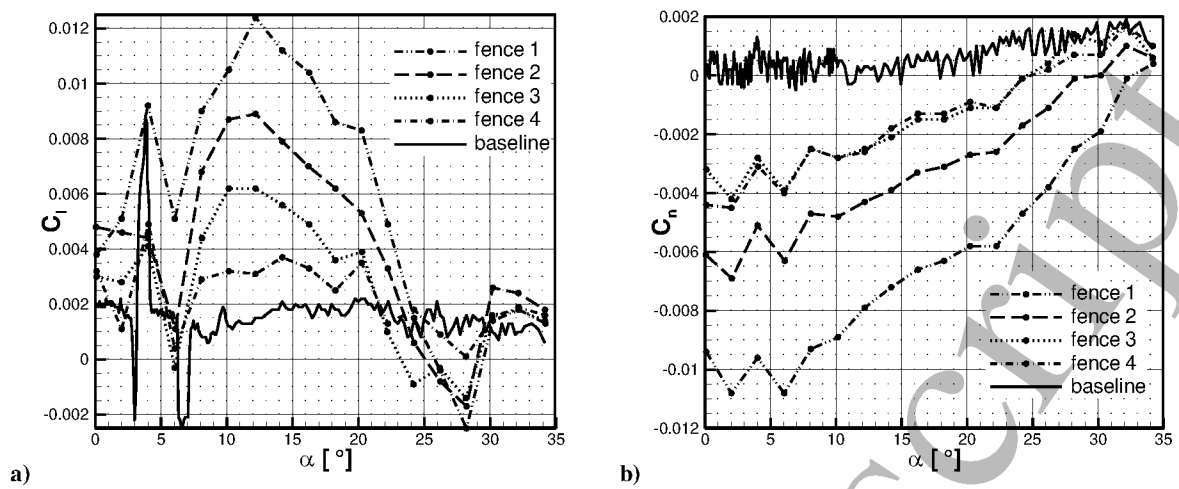 0.012
0.01
0.008
0.006
0.004
0.002
0
-0.002
C_l
fence 1
fence 2
fence 3
fence 4
baseline
0 5 10 15 20 25 30 35
α [ ° ]
a)
0.002
0
-0.002
-0.004
-0.006
-0.008
-0.01
-0.012
C_n
fence 1
fence 2
fence 3
fence 4
baseline
0 5 10 15 20 25 30 35
α [ ° ]
b)
script